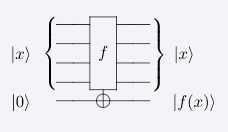 f
|x⟩ |x⟩
|0⟩ |f(x)⟩